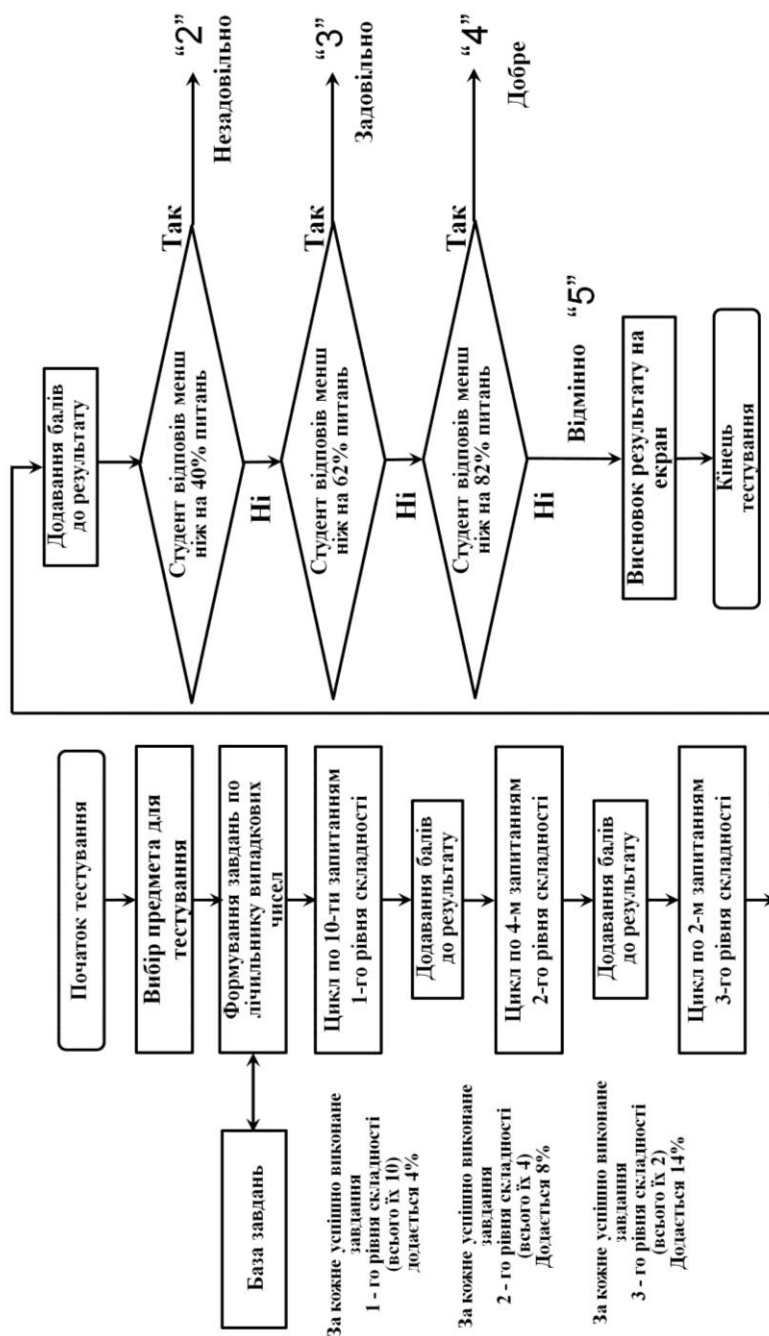 Початок тестування
Вибір предмета для
тестування
База завдань
Формування завдань по
лічильнику випадкових
чисел
За кожне успішно виконане
завдання
1 - го рівня складності
(всього їх 10)
додається 4%
Цикл по 10-ти запитанням
1-го рівня складності
Додавання балів
до результату
За кожне успішно виконане
завдання
2 - го рівня складності
(всього їх 4)
Додається 8%
Цикл по 4-м запитанням
2-го рівня складності
Додавання балів
до результату
За кожне успішно виконане
завдання
3 - го рівня складності
(всього їх 2)
Додається 14%
Цикл по 2-м запитанням
3-го рівня складності
Додавання балів
до результату
Студент відповів менш
ніж на 40% питань
Так
“2”
Незадовільно
Ні
Студент відповів менш
ніж на 62% питань
Так
“3”
Задовільно
Ні
Студент відповів менш
ніж на 82% питань
Так
“4”
Добре
Ні
Відмінно “5”
Висновок результату на
екран
Кінець
тестування